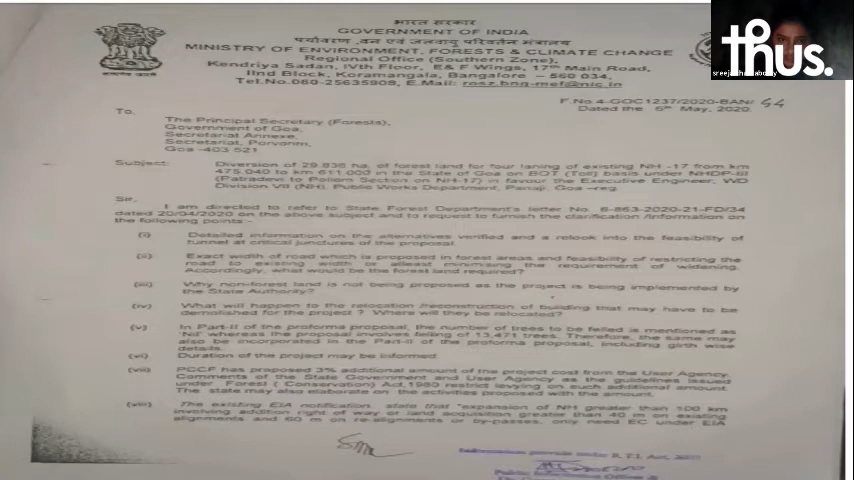 भारत सरकार
GOVERNMENT OF INDIA
पर्यावरण, वन एवं जलवायु परिवर्तन मंत्रालय
MINISTRY OF ENVIRONMENT, FORESTS & CLIMATE CHANGE
Regional Office (Southern Zone),
Kendriya Sadan, IVth Floor, E& F Wings, 17th Main Road,
IInd Block, Koramangala, Bangalore – 560 034,
Tel.No.080-25635908, E.Mail: rosz.bng-mef@nic.in
thus.
F.No 4-GOC1237/2020-BAN/ 54
Dated the 6th May, 2020.
To,
The Principal Secretary (Forests),
Government of Goa,
Secretariat Annexe,
Secretariat, Porvorim,
Goa -403 521
Subject: Diversion of 29.836 ha. of forest land for four laning of existing NH -17 from km
475.040 to km 611.000 in the State of Goa on BOT (Toll) basis under NHDP-III
(Patradevi to Pollem Section on NH-17) in favour the Executive Engineer, WD
Division VII (NH), Public Works Department, Panaji, Goa –reg.
Sir,
I am directed to refer to State Forest Department's letter No. 6-863-2020-21-FD/34
dated 20/04/2020 on the above subject and to request to furnish the clarification /information on
the following points:-
(i) Detailed information on the alternatives verified and a relook into the feasibility of
tunnel at critical junctures of the proposal.
(ii) Exact width of road which is proposed in forest areas and feasibility of restricting the
road to existing width or atleast minimising the requirement of widening.
Accordingly, what would be the forest land required?
(iii) Why non-forest land is not being proposed as the project is being implemented by
the State Authority?
(iv) What will happen to the relocation /reconstruction of building that may have to be
demolished for the project ? Where will they be relocated?
(v) In Part-II of the proforma proposal, the number of trees to be felled is mentioned as
'Nil' whereas the proposal involves felling of 13,471 trees. Therefore, the same may
also be incorporated in the Part-II of the proforma proposal, including girth wise
details.
(vi) Duration of the project may be informed.
(vii) PCCF has proposed 3% additional amount of the project cost from the User Agency.
Comments of the State Government and User Agency as the guidelines issued
under Forest ( Conservation) Act,1980 restrict levying on such additional amount.
The state may also elaborate on the activities proposed with the amount.
(viii) The existing EIA notification state that "expansion of NH greater than 100 km
involving addition right of way or land acquisition greater than 40 m on existing
alignments and 60 m on re-alignments or by-passes, only need EC under EIA
Information provide under R.T.I. Act, 2005
Public Information Officer &